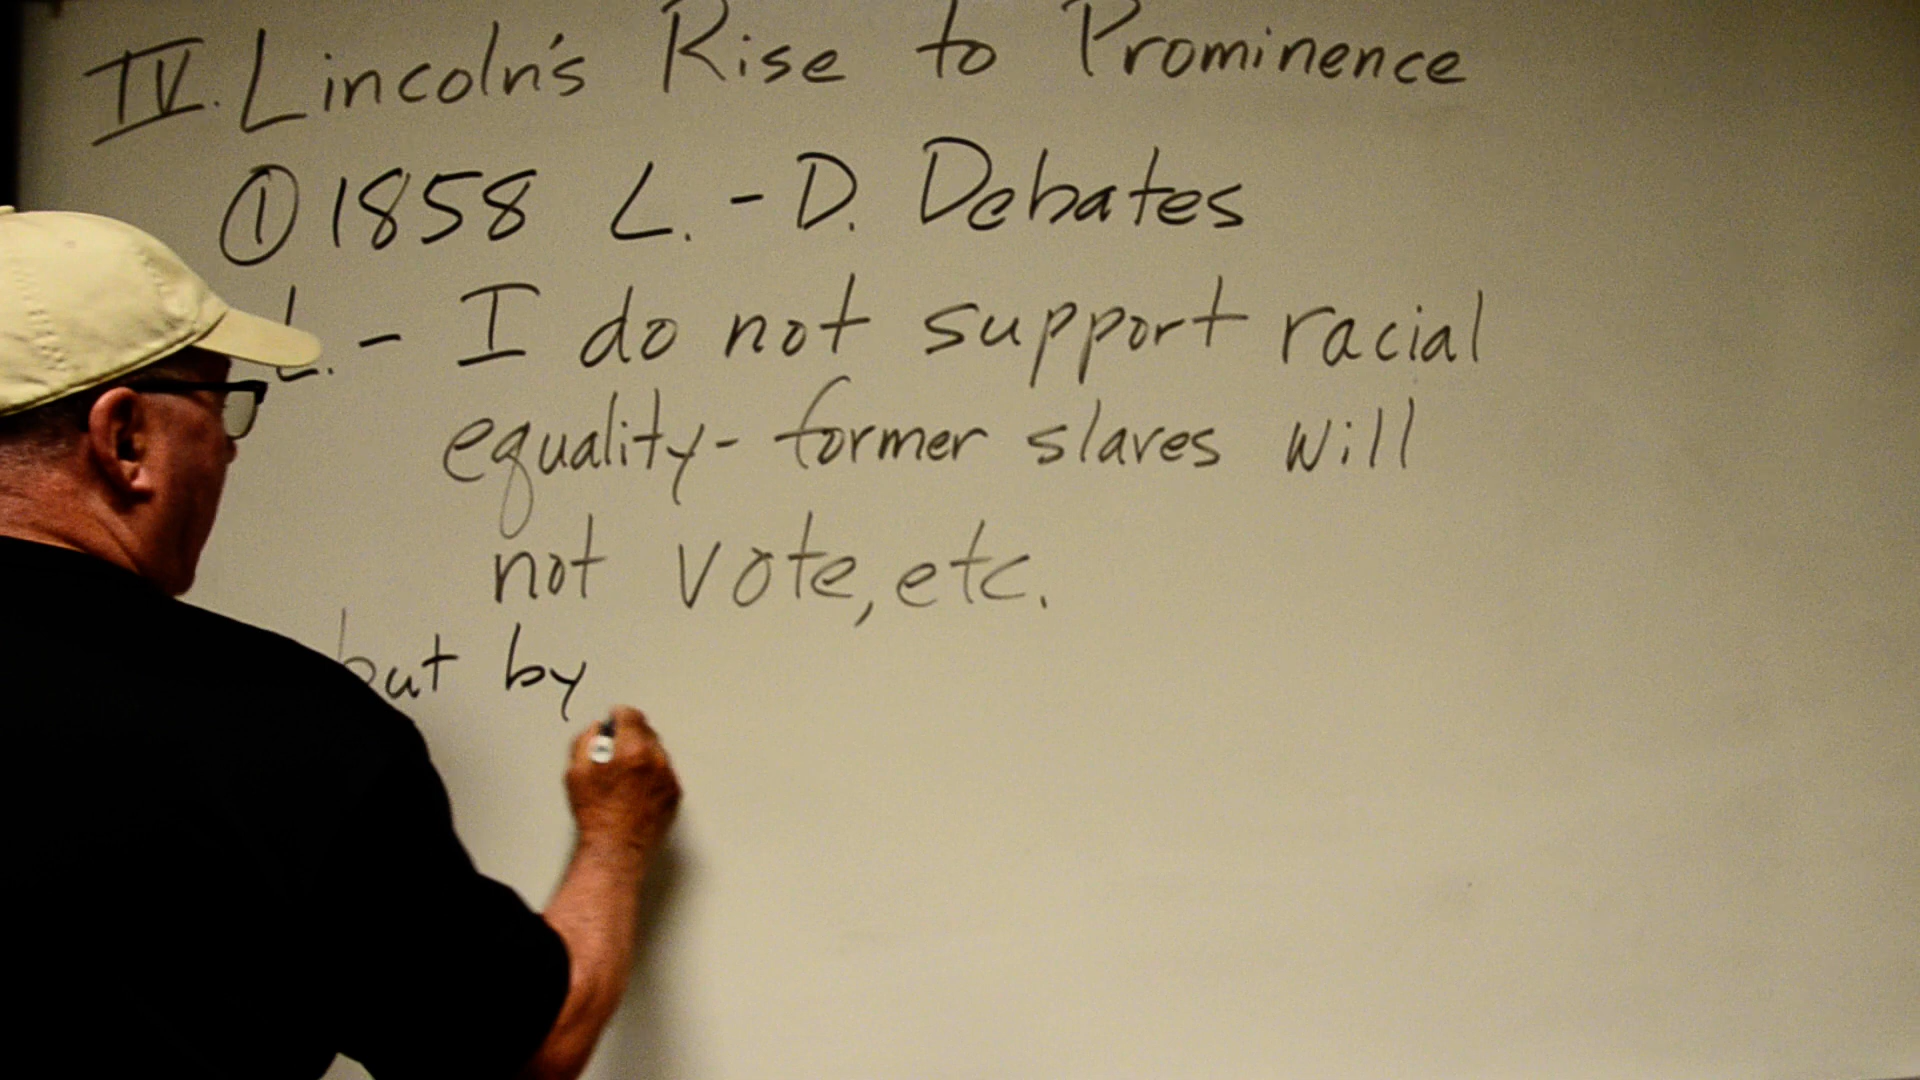 IV. Lincoln's Rise to Prominence
① 1858 L. - D. Debates
L. - I do not support racial
equality - former slaves will
not vote, etc.
but by